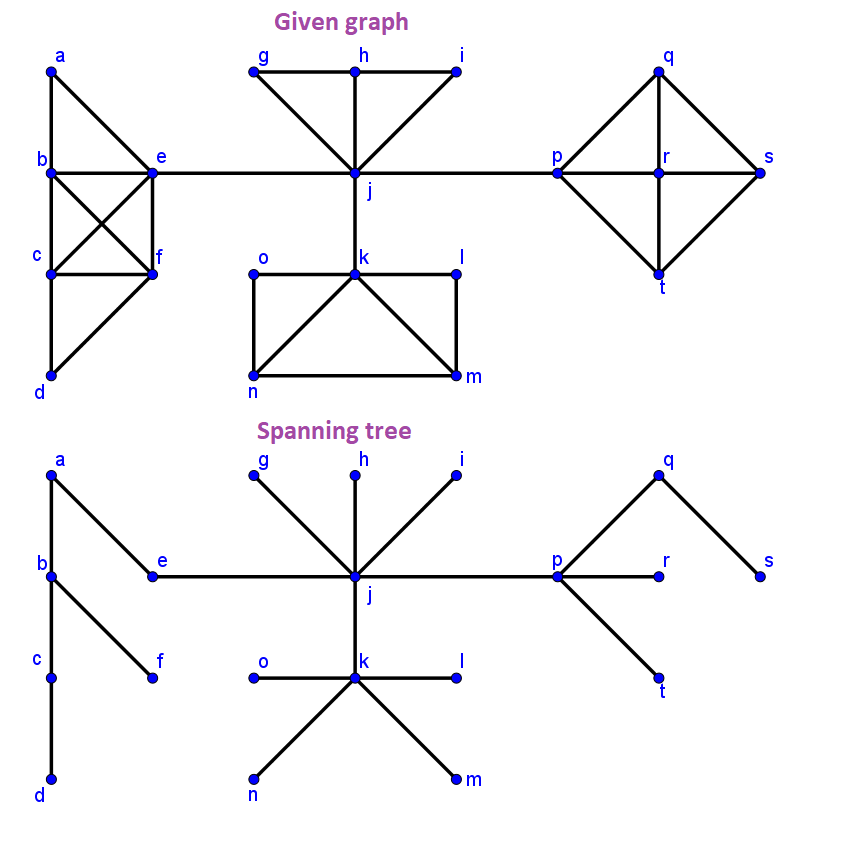 Given graph
a g h i q
b e p r s
j
c f o k l
t
d n m
Spanning tree
a g h i q
b e p r s
j
c f o k l
t
d n m